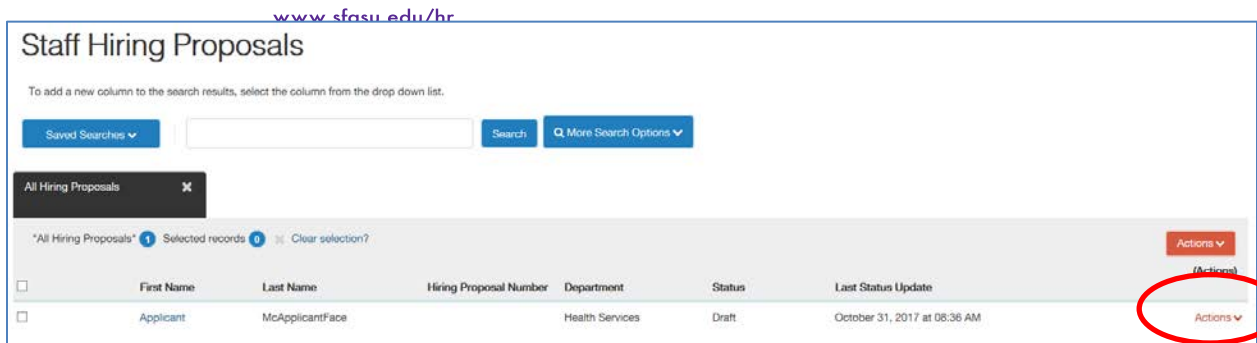 www.sfasu.edu/hr
Staff Hiring Proposals
To add a new column to the search results, select the column from the drop down list.
Saved Searches Search More Search Options
All Hiring Proposals ✖
"All Hiring Proposals" 1 Selected records 0 ✖ Clear selection?
Actions
(Actions)
First Name Last Name Hiring Proposal Number Department Status Last Status Update
Applicant McApplicantFace Health Services Draft October 31, 2017 at 08:36 AM Actions